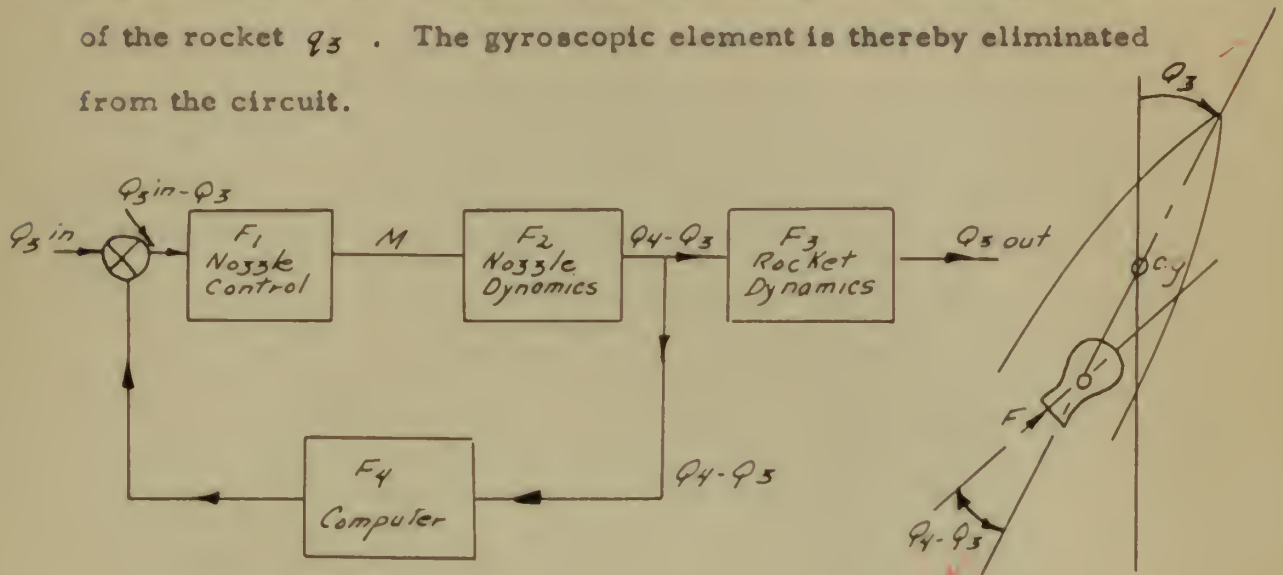 of the rocket q3 . The gyroscopic element is thereby eliminated
from the circuit.
Q3
Q3 in-Q3
Q3 in
F1
Nozzle
Control
M
F2
Nozzle
Dynamics
Q4-Q3
F3
Rocket
Dynamics
Q3 out
c.g
F4
Computer
Q4-Q3
F
Q4-Q3